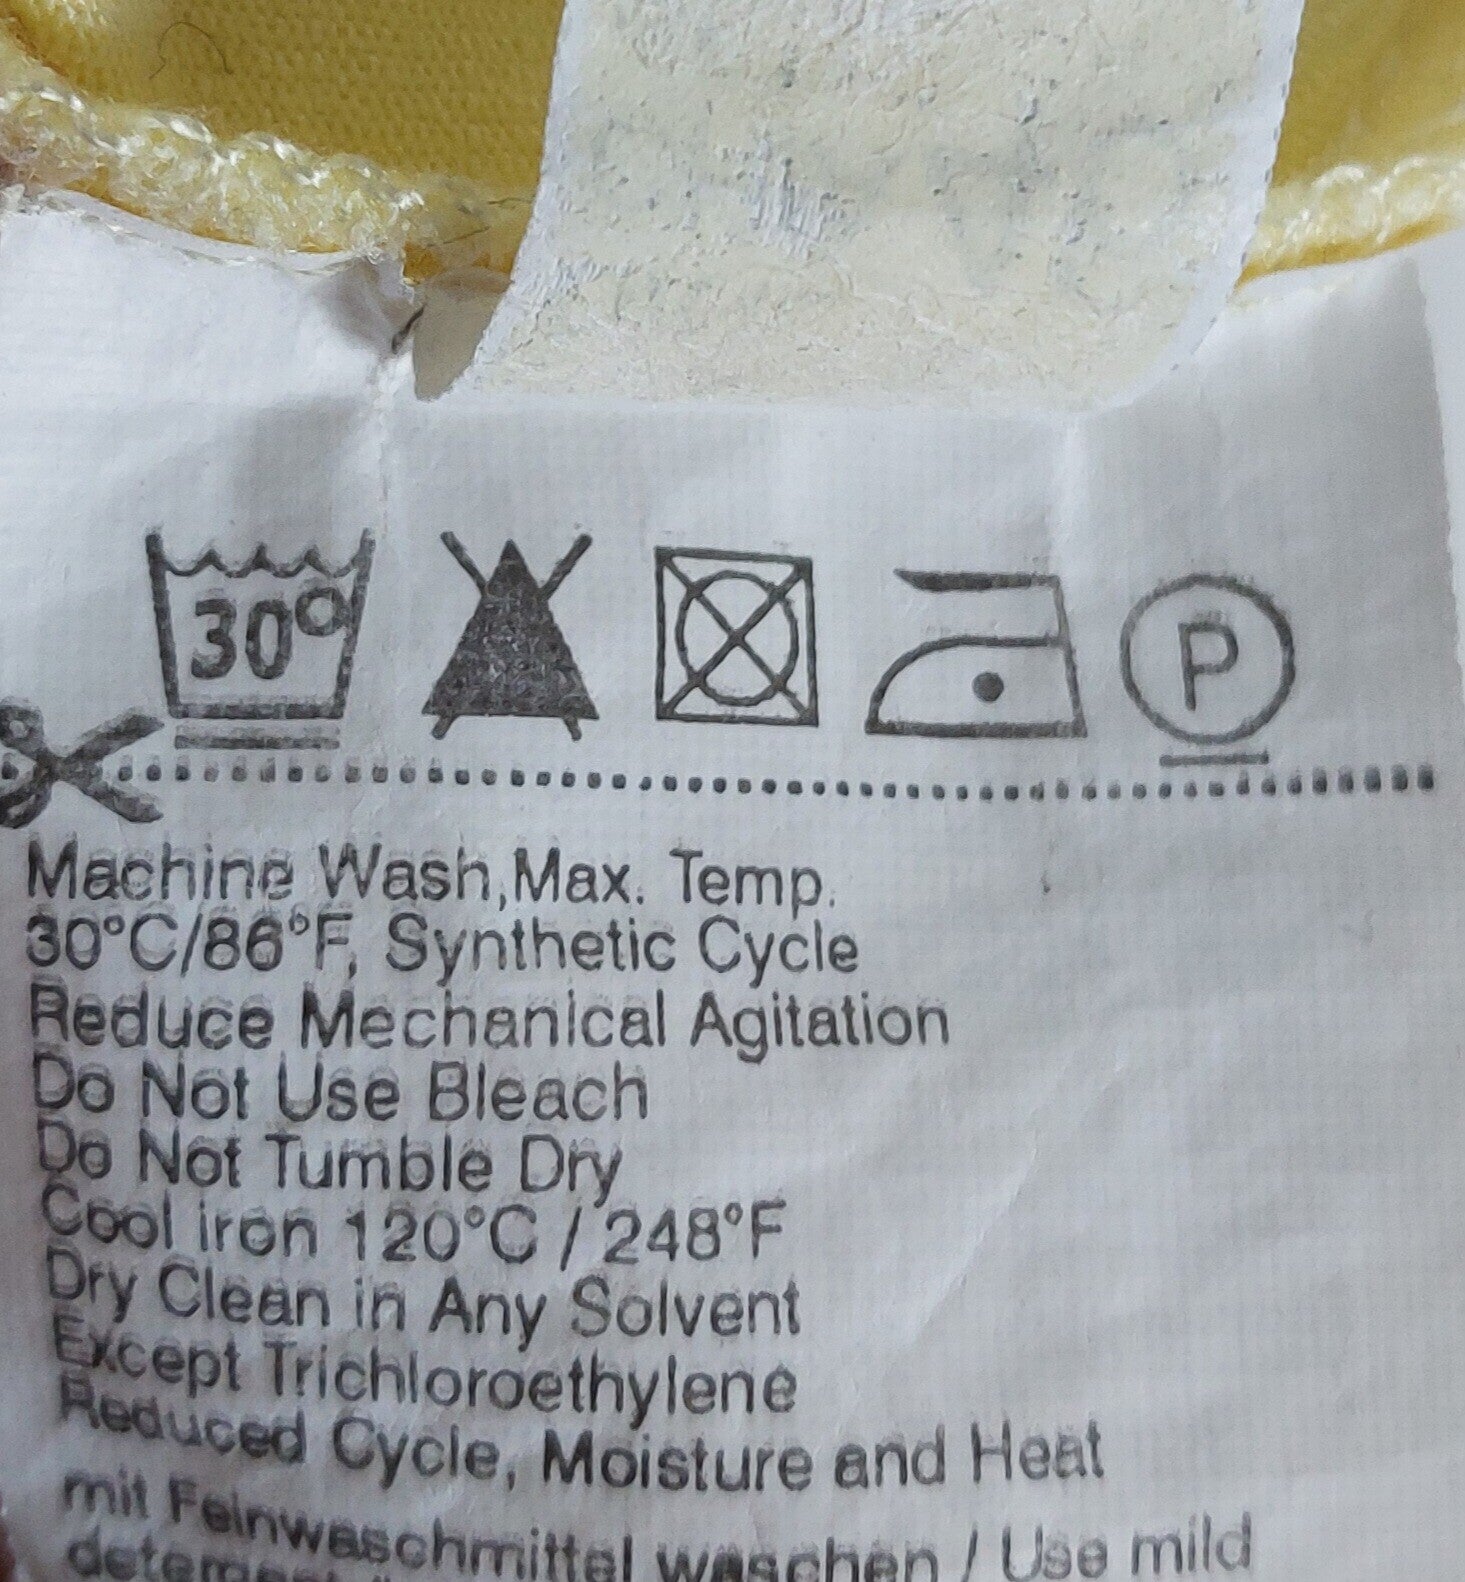 30°
P
Machine Wash,Max. Temp.
30°C/86°F, Synthetic Cycle
Reduce Mechanical Agitation
Do Not Use Bleach
Do Not Tumble Dry
Cool iron 120°C / 248°F
Dry Clean in Any Solvent
Except Trichloroethylene
Reduced Cycle, Moisture and Heat
mit Feinwaschmittel waschen / Use mild